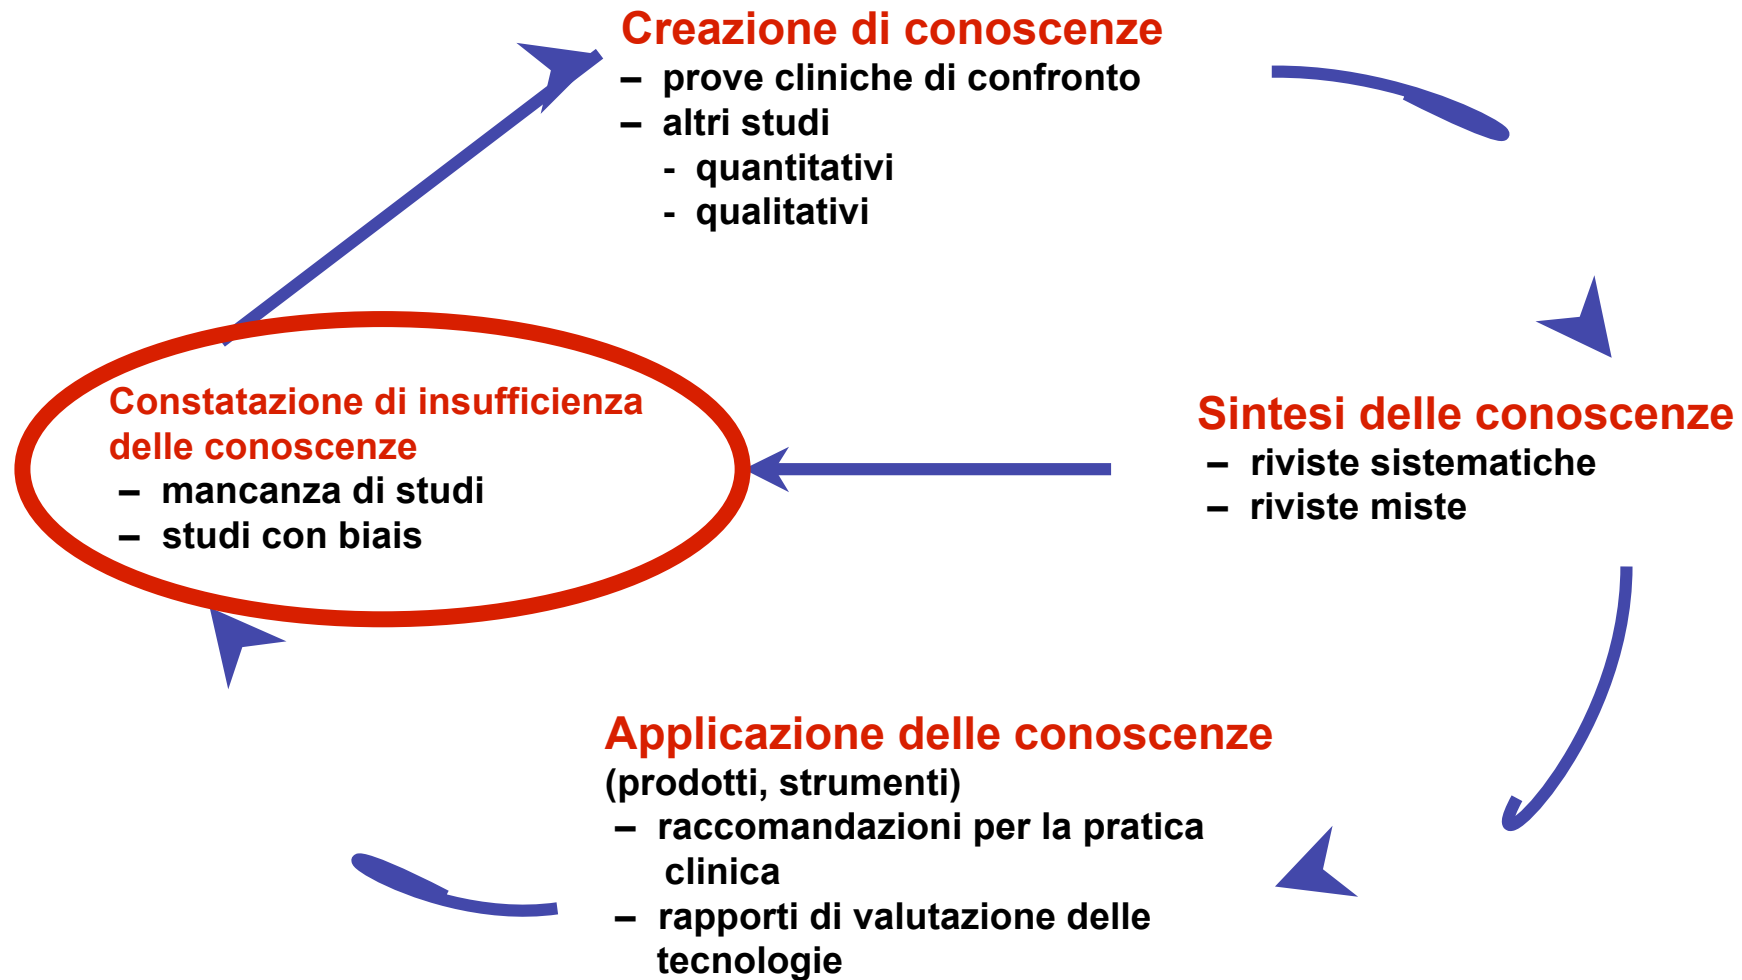 Creazione di conoscenze
– prove cliniche di confronto
– altri studi
- quantitativi
- qualitativi
Constatazione di insufficienza
delle conoscenze
– mancanza di studi
– studi con biais
Sintesi delle conoscenze
– riviste sistematiche
– riviste miste
Applicazione delle conoscenze
(prodotti, strumenti)
– raccomandazioni per la pratica
clinica
– rapporti di valutazione delle
tecnologie